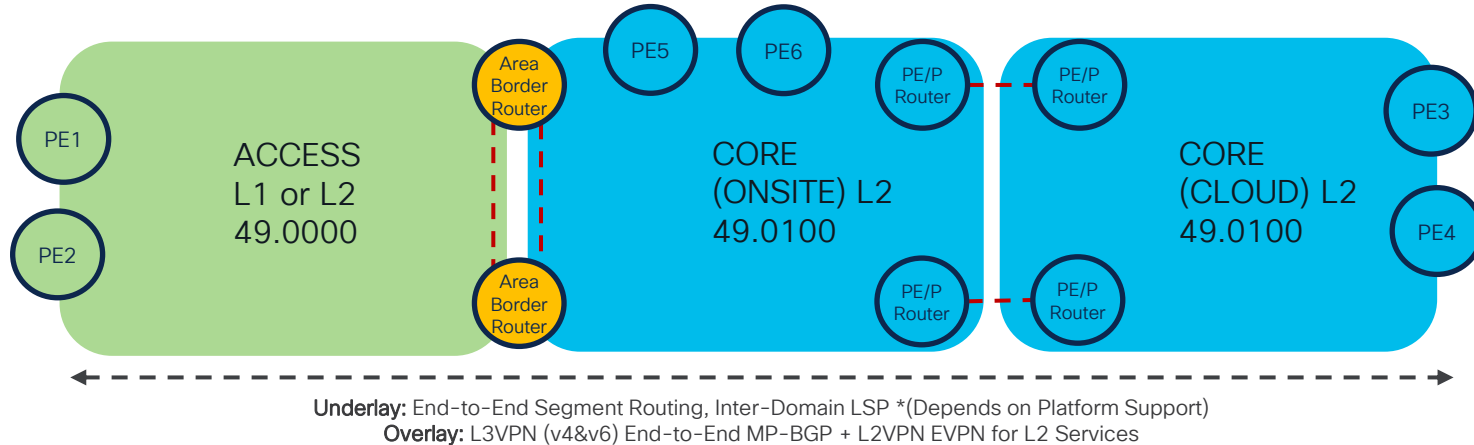 PE1
PE2
ACCESS
L1 or L2
49.0000
Area
Border
Router
Area
Border
Router
PE5
PE6
CORE
(ONSITE) L2
49.0100
PE/P
Router
PE/P
Router
PE/P
Router
PE/P
Router
CORE
(CLOUD) L2
49.0100
PE3
PE4
Underlay: End-to-End Segment Routing, Inter-Domain LSP *(Depends on Platform Support)
Overlay: L3VPN (v4&v6) End-to-End MP-BGP + L2VPN EVPN for L2 Services